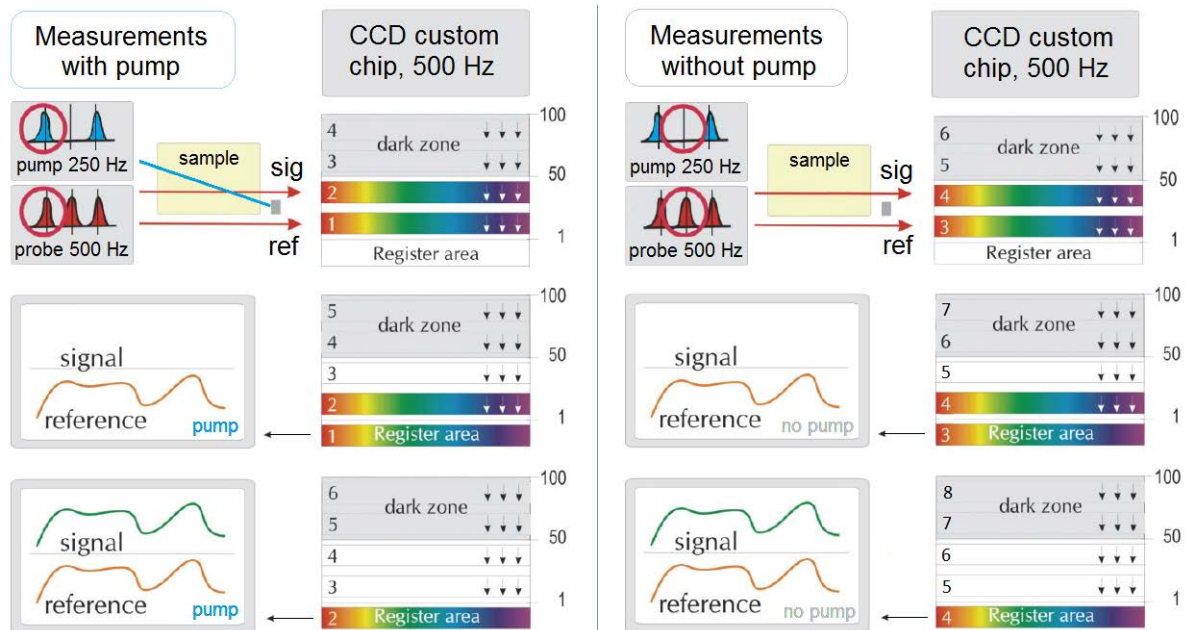 Measurements
with pump
CCD custom
chip, 500 Hz
pump 250 Hz
probe 500 Hz
sample
sig
ref
4
3
dark zone
2
1
Register area
100
50
1
signal
reference
pump
5
4
dark zone
3
2
1 Register area
100
50
1
signal
reference
pump
6
5
dark zone
4
3
2 Register area
100
50
1
Measurements
without pump
CCD custom
chip, 500 Hz
pump 250 Hz
probe 500 Hz
sample
sig
ref
6
5
dark zone
4
3
Register area
100
50
1
signal
reference
no pump
7
6
dark zone
5
4
3 Register area
100
50
1
signal
reference
no pump
8
7
dark zone
6
5
4 Register area
100
50
1